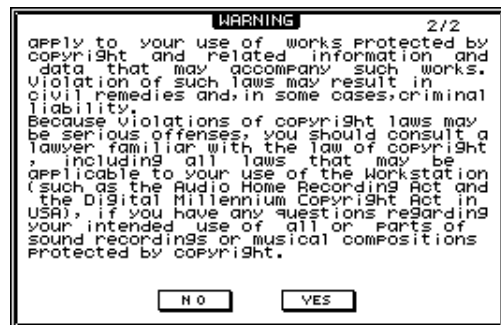 WARNING
2/2
apply to your use of works protected by
copyright and related information and
data that may accompany such works.
Violation of such laws may result in
civil remedies and,in some cases,criminal
liability.
Because violations of copyright laws may
be serious offenses, you should consult a
lawyer familiar with the law of copyright
, including all laws that may be
applicable to your use of the Workstation
(such as the Audio Home Recording Act and
the Digital Millennium Copyright Act in
USA), if you have any questions regarding
your intended use of all or parts of
sound recordings or musical compositions
protected by copyright.
NO YES